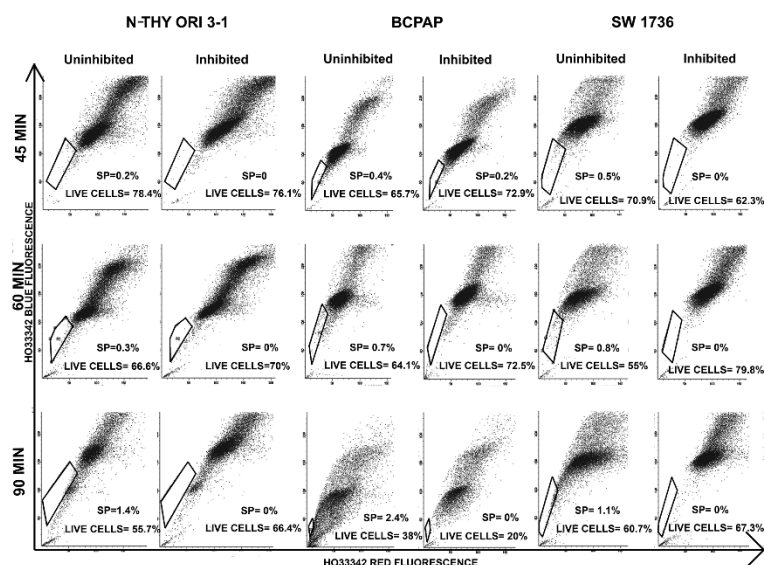 N-THY ORI 3-1 BCPAP SW 1736
Uninhibited Inhibited Uninhibited Inhibited Uninhibited Inhibited
45 MIN
SP=0.2% SP=0 SP=0.4% SP=0.2% SP=0.5% SP=0%
LIVE CELLS= 78.4% LIVE CELLS= 76.1% LIVE CELLS= 65.7% LIVE CELLS= 72.9% LIVE CELLS= 70.9% LIVE CELLS= 62.3%
60 MIN
HO33342 BLUE FLUORESCENCE
SP=0.3% SP= 0% SP=0.7% SP= 0% SP=0.8% SP= 0%
LIVE CELLS= 66.6% LIVE CELLS=70% LIVE CELLS= 64.1% LIVE CELLS= 72.5% LIVE CELLS= 55% LIVE CELLS= 79.8%
90 MIN
SP=1.4% SP= 0% SP=2.4% SP= 0% SP=1.1% SP= 0%
LIVE CELLS= 55.7% LIVE CELLS= 66.4% LIVE CELLS= 38% LIVE CELLS= 20% LIVE CELLS= 60.7% LIVE CELLS= 67.3%
HO33342 RED FLUORESCENCE